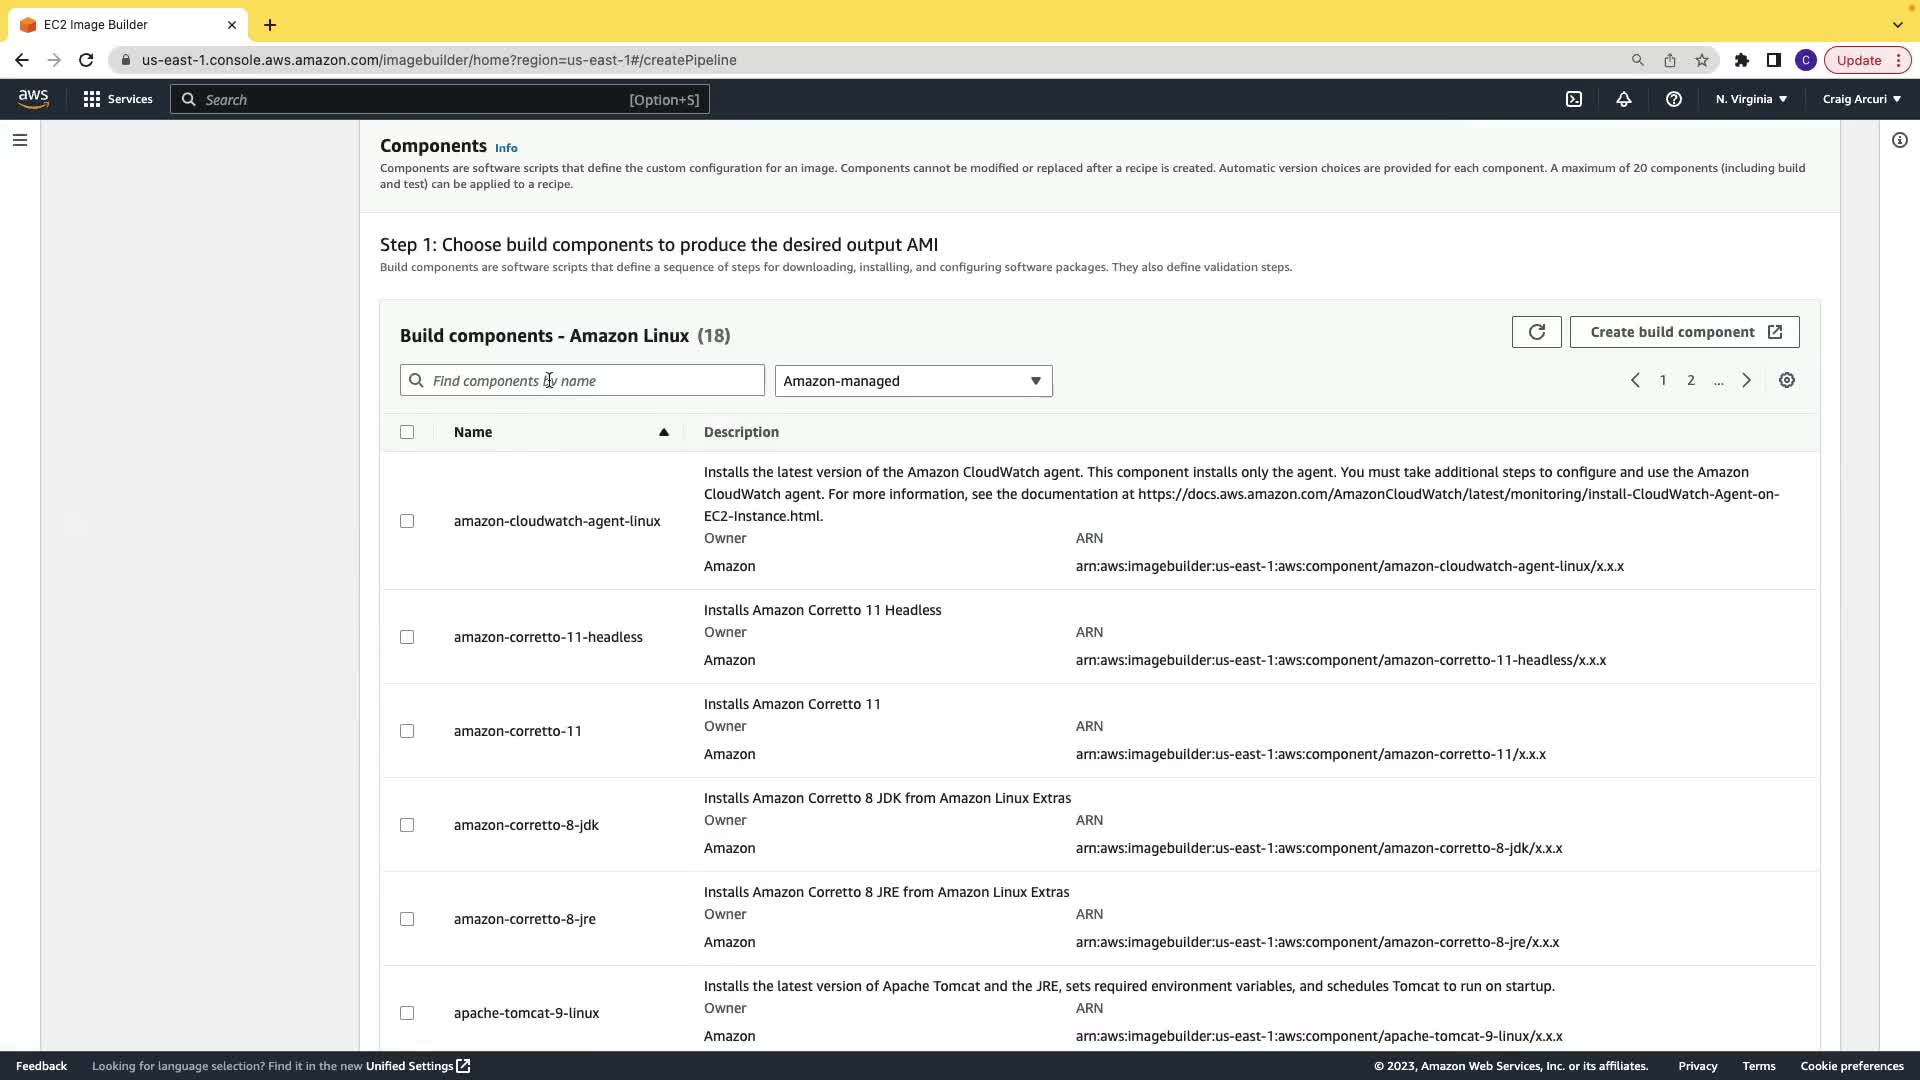 EC2 Image Builder
us-east-1.console.aws.amazon.com/imagebuilder/home?region=us-east-1#/createPipeline
C
Update
aws
Services
Search
[Option+S]
N. Virginia
Craig Arcuri
Components Info
Components are software scripts that define the custom configuration for an image. Components cannot be modified or replaced after a recipe is created. Automatic version choices are provided for each component. A maximum of 20 components (including build
and test) can be applied to a recipe.
Step 1: Choose build components to produce the desired output AMI
Build components are software scripts that define a sequence of steps for downloading, installing, and configuring software packages. They also define validation steps.
Build components - Amazon Linux (18)
Create build component
Find components by name
Amazon-managed
1 2 ...
Name
Description
amazon-cloudwatch-agent-linux
Installs the latest version of the Amazon CloudWatch agent. This component installs only the agent. You must take additional steps to configure and use the Amazon
CloudWatch agent. For more information, see the documentation at https://docs.aws.amazon.com/AmazonCloudWatch/latest/monitoring/install-CloudWatch-Agent-on-
EC2-Instance.html.
Owner
ARN
Amazon
arn:aws:imagebuilder:us-east-1:aws:component/amazon-cloudwatch-agent-linux/x.x.x
amazon-corretto-11-headless
Installs Amazon Corretto 11 Headless
Owner
ARN
Amazon
arn:aws:imagebuilder:us-east-1:aws:component/amazon-corretto-11-headless/x.x.x
amazon-corretto-11
Installs Amazon Corretto 11
Owner
ARN
Amazon
arn:aws:imagebuilder:us-east-1:aws:component/amazon-corretto-11/x.x.x
amazon-corretto-8-jdk
Installs Amazon Corretto 8 JDK from Amazon Linux Extras
Owner
ARN
Amazon
arn:aws:imagebuilder:us-east-1:aws:component/amazon-corretto-8-jdk/x.x.x
amazon-corretto-8-jre
Installs Amazon Corretto 8 JRE from Amazon Linux Extras
Owner
ARN
Amazon
arn:aws:imagebuilder:us-east-1:aws:component/amazon-corretto-8-jre/x.x.x
apache-tomcat-9-linux
Installs the latest version of Apache Tomcat and the JRE, sets required environment variables, and schedules Tomcat to run on startup.
Owner
ARN
Amazon
arn:aws:imagebuilder:us-east-1:aws:component/apache-tomcat-9-linux/x.x.x
Feedback
Looking for language selection? Find it in the new Unified Settings
© 2023, Amazon Web Services, Inc. or its affiliates.
Privacy
Terms
Cookie preferences